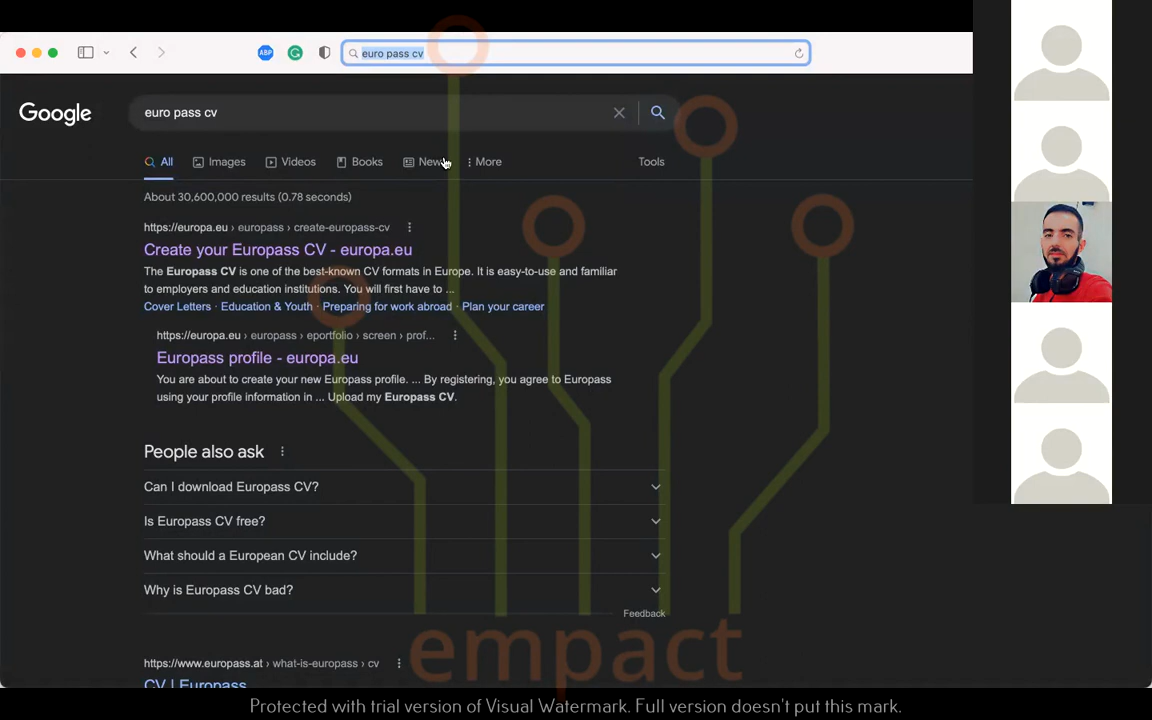 euro pass cv
Google
euro pass cv
All Images Videos Books News More Tools
About 30,600,000 results (0.78 seconds)
https://europa.eu › europass › create-europass-cv
Create your Europass CV - europa.eu
The Europass CV is one of the best-known CV formats in Europe. It is easy-to-use and familiar
to employers and education institutions. You will first have to ...
Cover Letters · Education & Youth · Preparing for work abroad · Plan your career
https://europa.eu › europass › eportfolio › screen › prof...
Europass profile - europa.eu
You are about to create your new Europass profile. ... By registering, you agree to Europass
using your profile information in ... Upload my Europass CV.
People also ask
Can I download Europass CV?
Is Europass CV free?
What should a European CV include?
Why is Europass CV bad?
Feedback
empact
https://www.europass.at › what-is-europass › cv
CV | Europass
Protected with trial version of Visual Watermark. Full version doesn't put this mark.
ABP